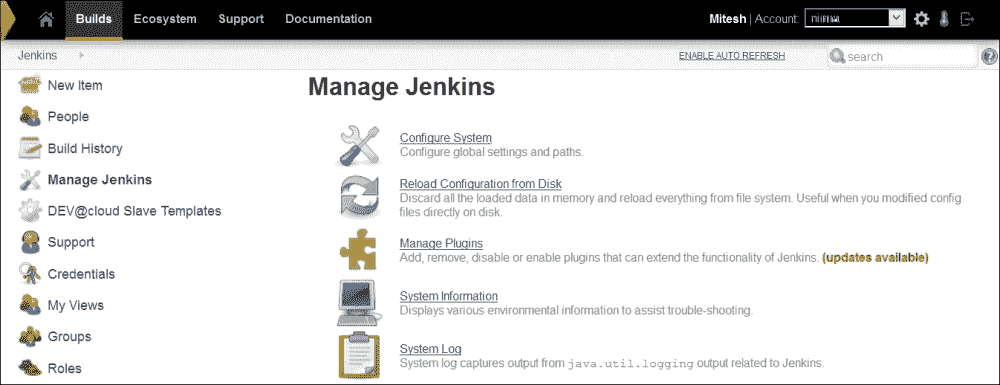 Builds Ecosystem Support Documentation Mitesh | Account:
Jenkins ENABLE AUTO REFRESH search
New Item
People
Build History
Manage Jenkins
DEV@cloud Slave Templates
Support
Credentials
My Views
Groups
Roles
Manage Jenkins
Configure System
Configure global settings and paths.
Reload Configuration from Disk
Discard all the loaded data in memory and reload everything from file system. Useful when you modified config
files directly on disk.
Manage Plugins
Add, remove, disable or enable plugins that can extend the functionality of Jenkins. (updates available)
System Information
Displays various environmental information to assist trouble-shooting.
System Log
System log captures output from java.util.logging output related to Jenkins.